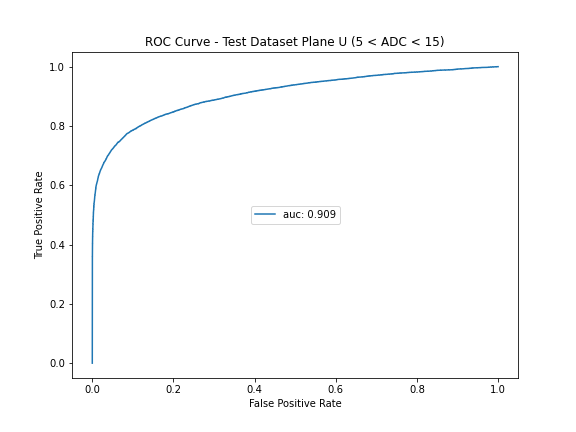 ROC Curve - Test Dataset Plane U (5 < ADC < 15)
1.0
0.8
0.6
0.4
0.2
0.0
True Positive Rate
auc: 0.909
0.0 0.2 0.4 0.6 0.8 1.0
False Positive Rate